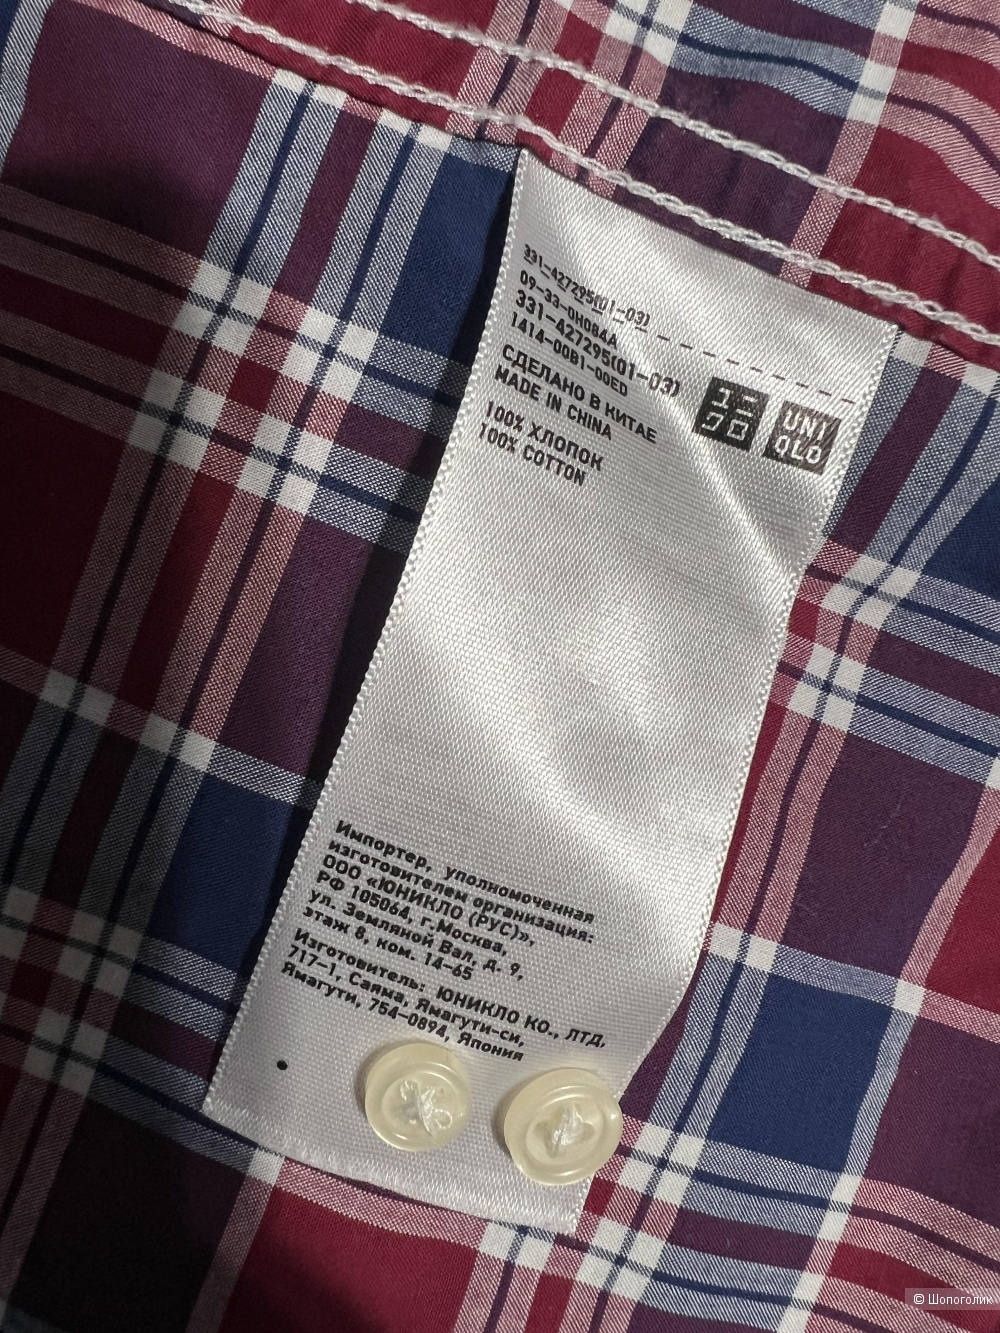 331-427295(01-03)
09-33-0H084A
331-427295(01-03)
1414-00B1-00ED
СДЕЛАНО В КИТАЕ
MADE IN CHINA
100% ХЛОПОК
100% COTTON
ユニ
クロ
UNI
QLO
Импортер, уполномоченная
изготовителем организация:
ООО «ЮНИКЛО (РУС)»,
РФ 105064, г.Москва,
ул. Земляной Вал, д. 9,
этаж 8, ком. 14-65
Изготовитель: ЮНИКЛО КО., ЛТД,
717-1, Саяма, Ямагути-си,
Ямагути, 754-0894, Япония
© Шопоголик